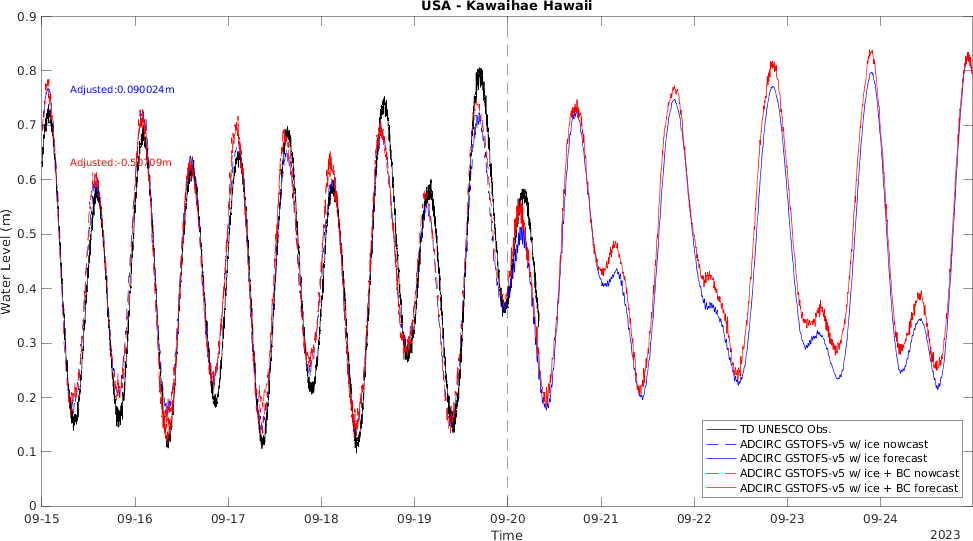 USA - Kawaihae Hawaii
0.9
0.8
0.7
0.6
0.5
0.4
0.3
0.2
0.1
0
Water Level (m)
Adjusted:0.090024m
TD UNESCO Obs.
ADCIRC GSTOFS-v5 w/ ice nowcast
ADCIRC GSTOFS-v5 w/ ice forecast
ADCIRC GSTOFS-v5 w/ ice + BC nowcast
ADCIRC GSTOFS-v5 w/ ice + BC forecast
09-15 09-16 09-17 09-18 09-19 09-20 09-21 09-22 09-23 09-24
Time
2023